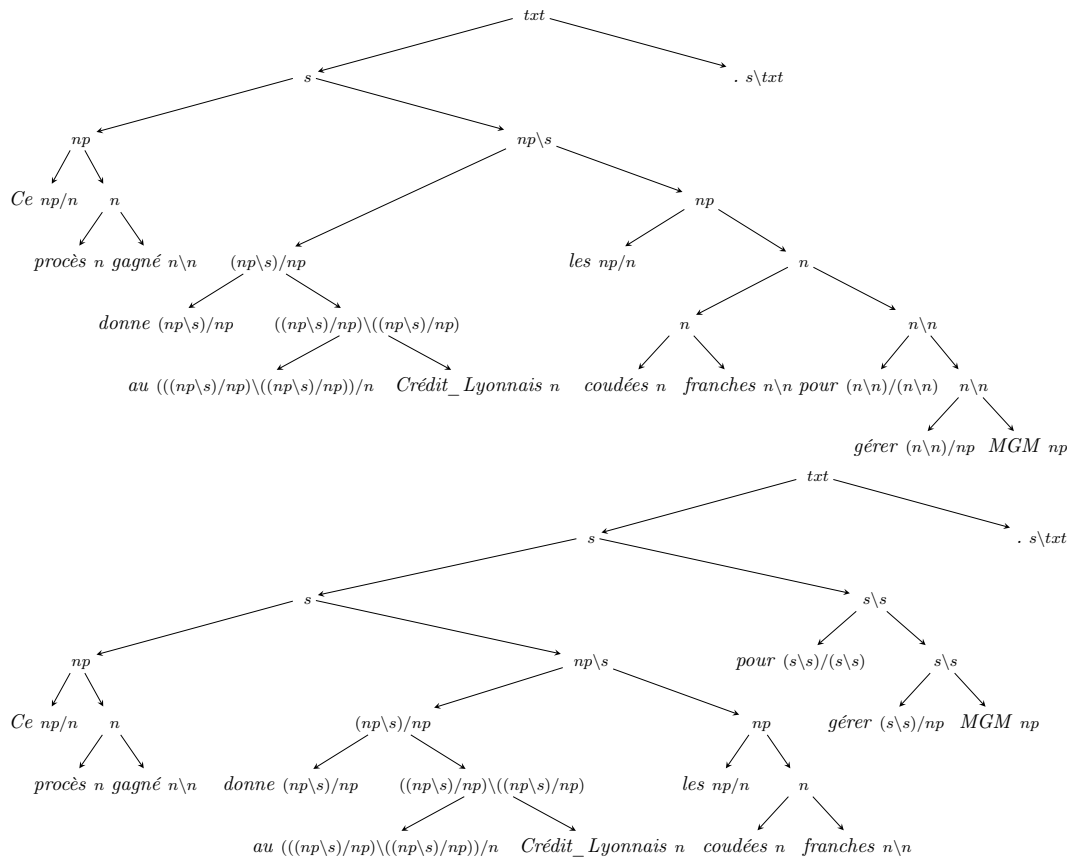 txt
s . s\txt
np np\s
Ce np/n n np
procès n gagné n\n (np\s)/np les np/n n
donne (np\s)/np ((np\s)/np)\((np\s)/np) n n\n
au (((np\s)/np)\((np\s)/np))/n Crédit_Lyonnais n coudées n franches n\n pour (n\n)/(n\n) n\n
gérer (n\n)/np MGM np
txt
s . s\txt
s s\s
np np\s pour (s\s)/(s\s) s\s
Ce np/n n (np\s)/np np gérer (s\s)/np MGM np
procès n gagné n\n donne (np\s)/np ((np\s)/np)\((np\s)/np) les np/n n
au (((np\s)/np)\((np\s)/np))/n Crédit_Lyonnais n coudées n franches n\n